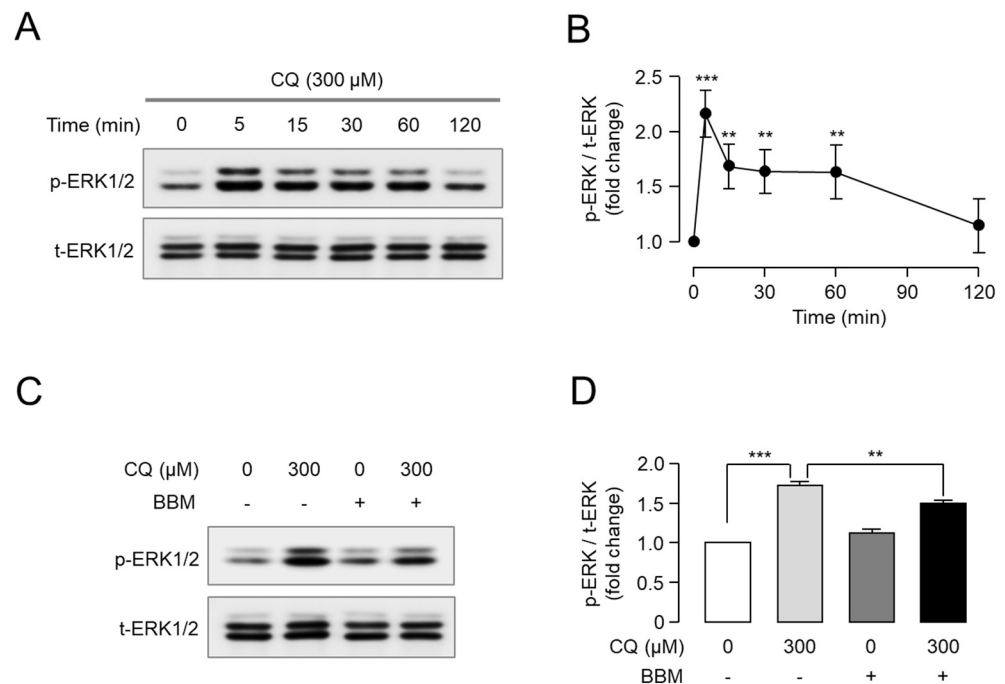 A
CQ (300 µM)
Time (min) 0 5 15 30 60 120
p-ERK1/2
t-ERK1/2
B
p-ERK / t-ERK
(fold change)
2.5
2.0
1.5
1.0
***
**
**
**
0 30 60 90 120
Time (min)
C
CQ (µM) 0 300 0 300
BBM - - + +
p-ERK1/2
t-ERK1/2
D
p-ERK / t-ERK
(fold change)
2.0
1.5
1.0
0.5
0
*** **
CQ (µM) 0 300 0 300
BBM - - + +